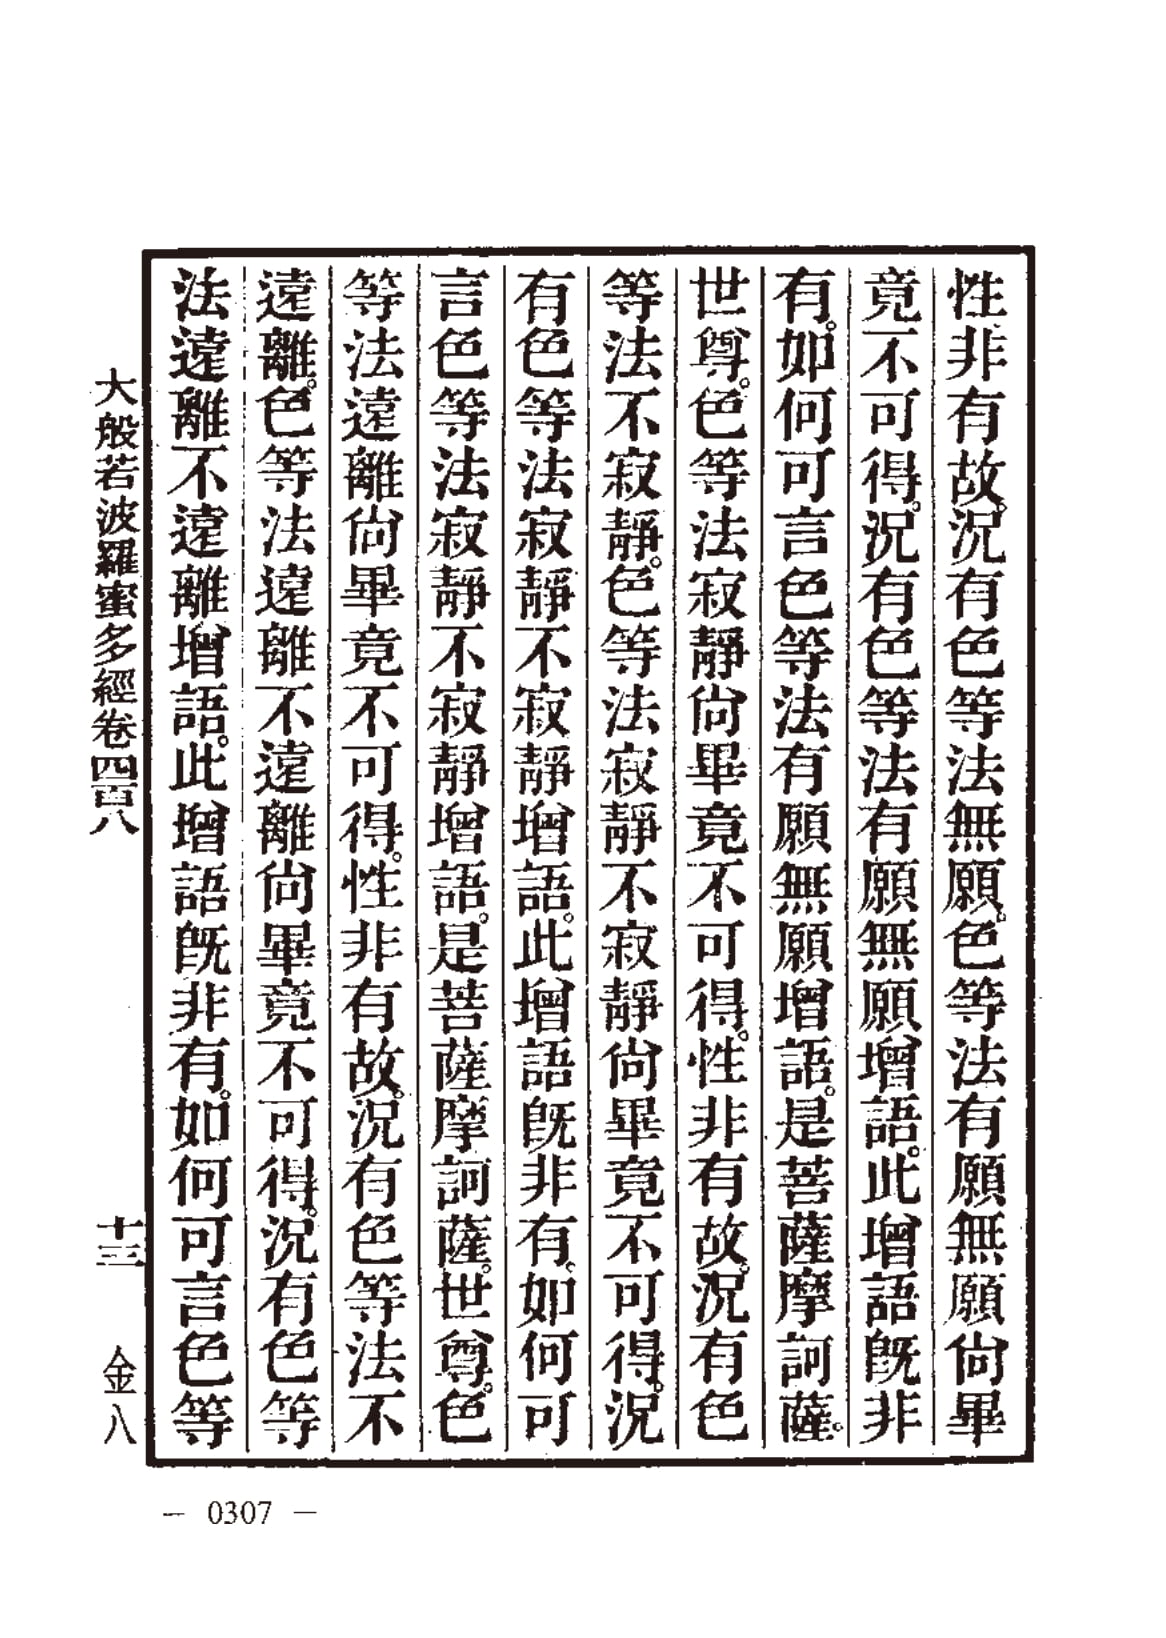 性非有故。況有色等法無願。色等法有願無願尙畢
竟不可得。況有色等法有願無願增語。此增語旣非
有。如何可言色等法有願無願增語。是菩薩摩訶薩。
世尊。色等法寂靜尙畢竟不可得。性非有故。況有色
等法不寂靜。色等法寂靜不寂靜尙畢竟不可得。況
有色等法寂靜不寂靜增語。此增語旣非有。如何可
言色等法寂靜不寂靜增語。是菩薩摩訶薩。世尊。色
等法遠離尙畢竟不可得。性非有故。況有色等法不
遠離。色等法遠離不遠離尙畢竟不可得。況有色等
法遠離不遠離增語。此增語旣非有。如何可言色等
大般若波羅蜜多經卷四百八 十三 金八
— 0307 —